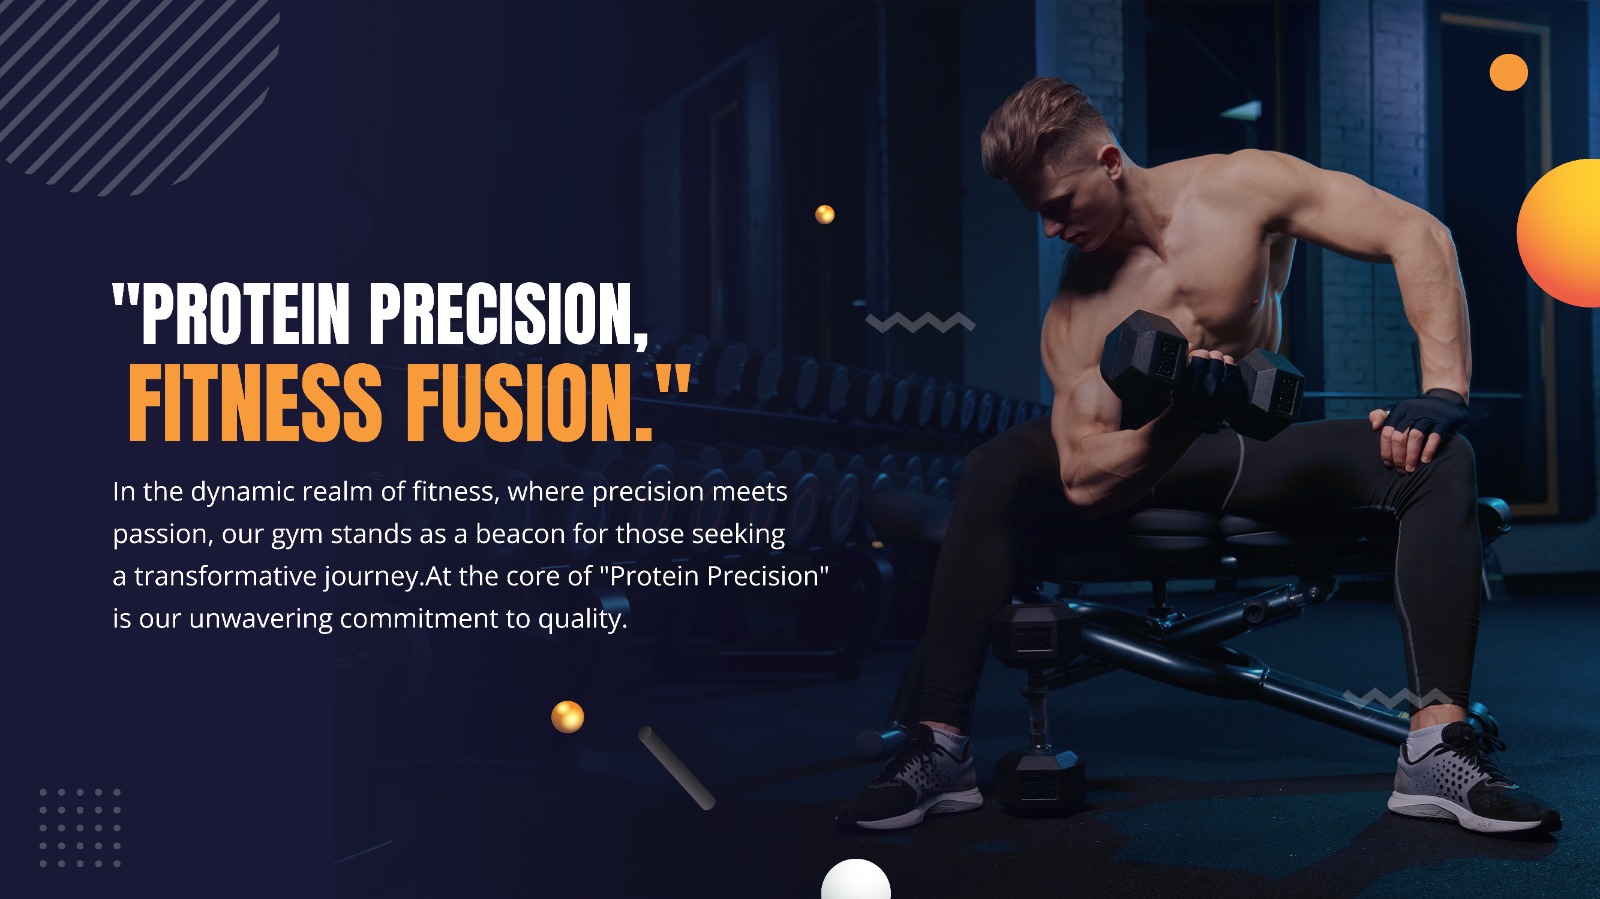 "PROTEIN PRECISION,
FITNESS FUSION."
In the dynamic realm of fitness, where precision meets
passion, our gym stands as a beacon for those seeking
a transformative journey.At the core of "Protein Precision"
is our unwavering commitment to quality.